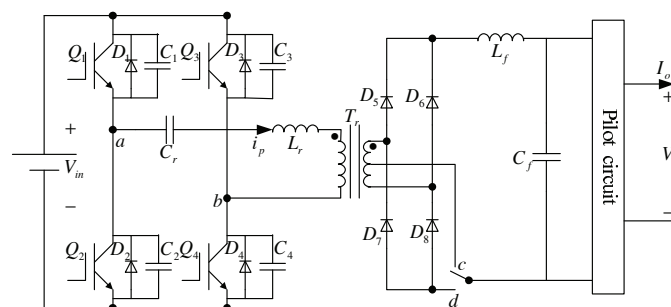 Q1 D1 C1 Q3 D3 C3
Lf
D5 D6
Io
+
+
Tr
a
Cr
ip
Lr
Vin
Cf
Pilot circuit
V
−
b
−
D7 D8
Q2 D2 C2 Q4 D4 C4
c
d